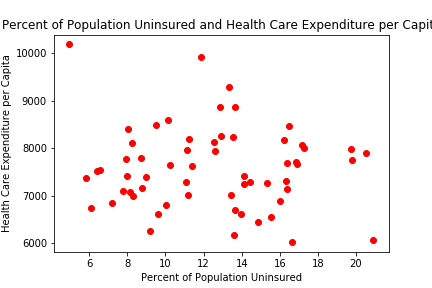 Percent of Population Uninsured and Health Care Expenditure per Capit
10000
9000
8000
7000
6000
Health Care Expenditure per Capita
6 8 10 12 14 16 18 20
Percent of Population Uninsured